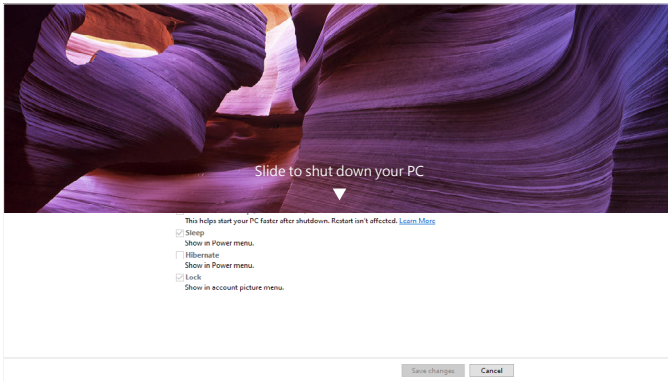 Slide to shut down your PC
This helps start your PC faster after shutdown. Restart isn't affected. Learn More
Sleep
Show in Power menu.
Hibernate
Show in Power menu.
Lock
Show in account picture menu.
Save changes
Cancel